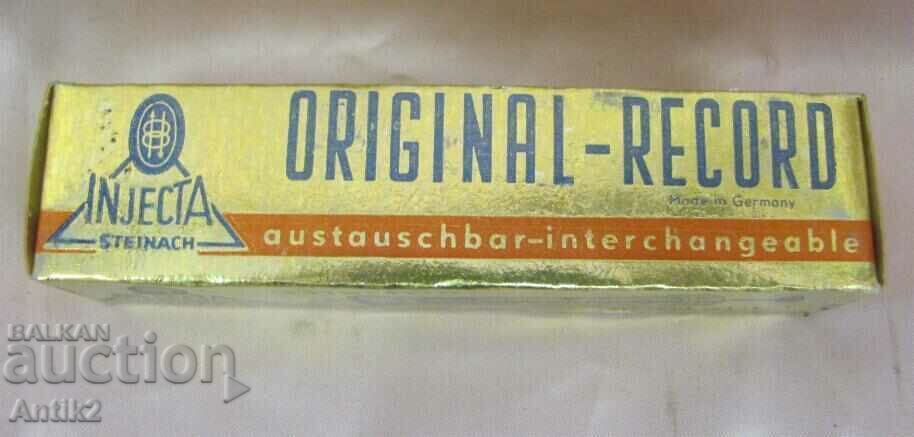 ORIGINAL-RECORD
INJECTA
STEINACH
Made in Germany
austauschbar-interchangeable
BALKAN
auction
Antik2